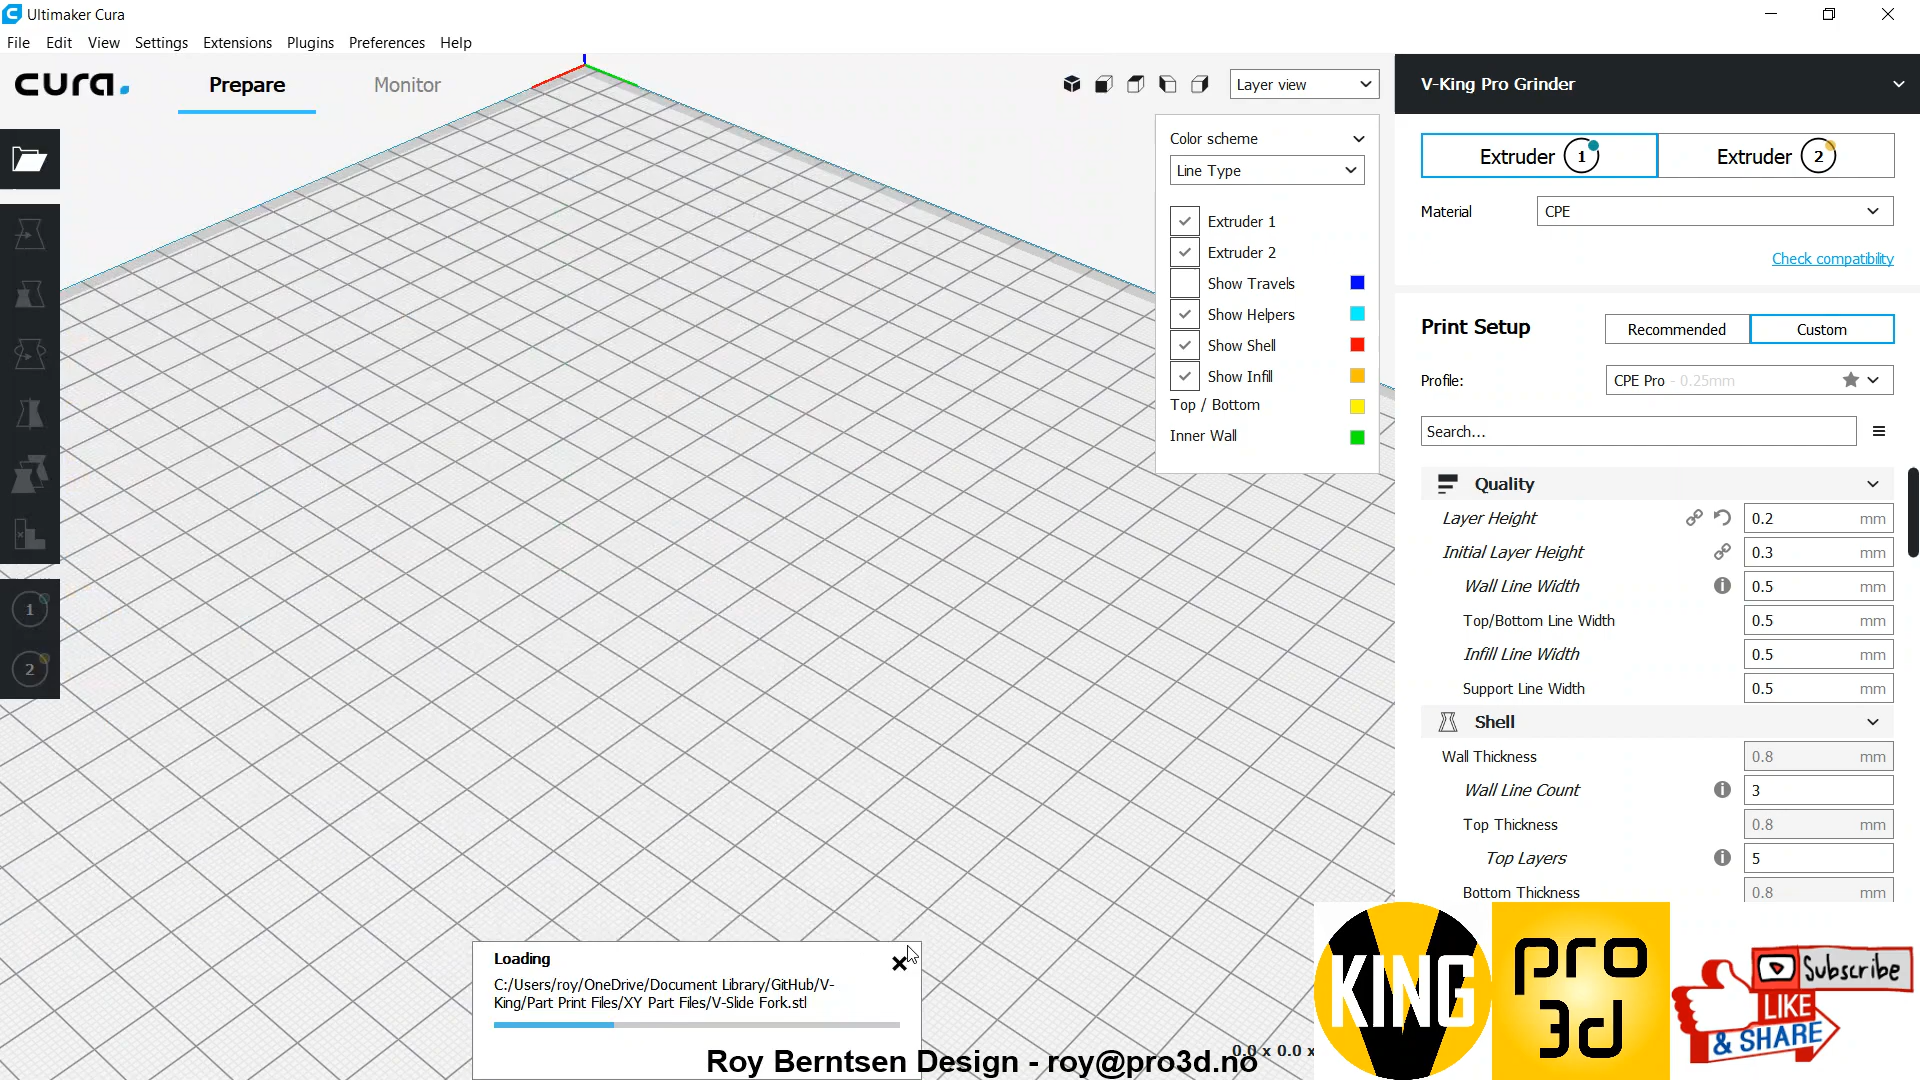 Ultimaker Cura
File Edit View Settings Extensions Plugins Preferences Help
cura.
Prepare
Monitor
Layer view
V-King Pro Grinder
Color scheme
Line Type
Extruder 1
Extruder 2
Show Travels
Show Helpers
Show Shell
Show Infill
Top / Bottom
Inner Wall
Extruder 1
Extruder 2
Material
CPE
Check compatibility
Print Setup
Recommended
Custom
Profile:
CPE Pro - 0.25mm
Search...
Quality
Layer Height 0.2 mm
Initial Layer Height 0.3 mm
Wall Line Width 0.5 mm
Top/Bottom Line Width 0.5 mm
Infill Line Width 0.5 mm
Support Line Width 0.5 mm
Shell
Wall Thickness 0.8 mm
Wall Line Count 3
Top Thickness 0.8 mm
Top Layers 5
Bottom Thickness 0.8 mm
1
2
Loading
C:/Users/roy/OneDrive/Document Library/GitHub/V-
King/Part Print Files/XY Part Files/V-Slide Fork.stl
0.0 x 0.0 x
Roy Berntsen Design - roy@pro3d.no
KING
pro
3d
Subscribe
LIKE
& SHARE